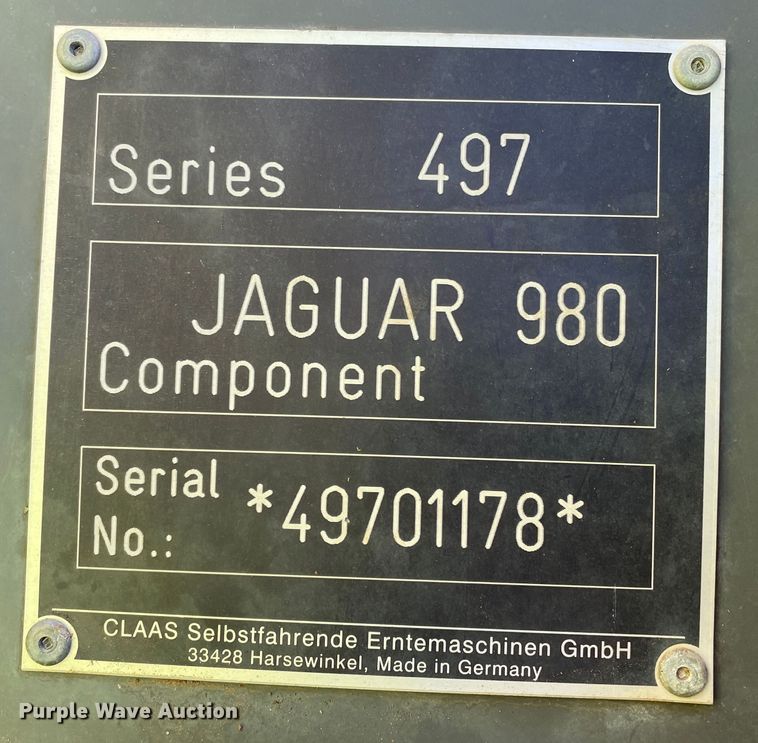 Series 497
JAGUAR 980
Component
Serial
No.: *49701178*
CLAAS Selbstfahrende Erntemaschinen GmbH
33428 Harsewinkel, Made in Germany
Purple Wave Auction